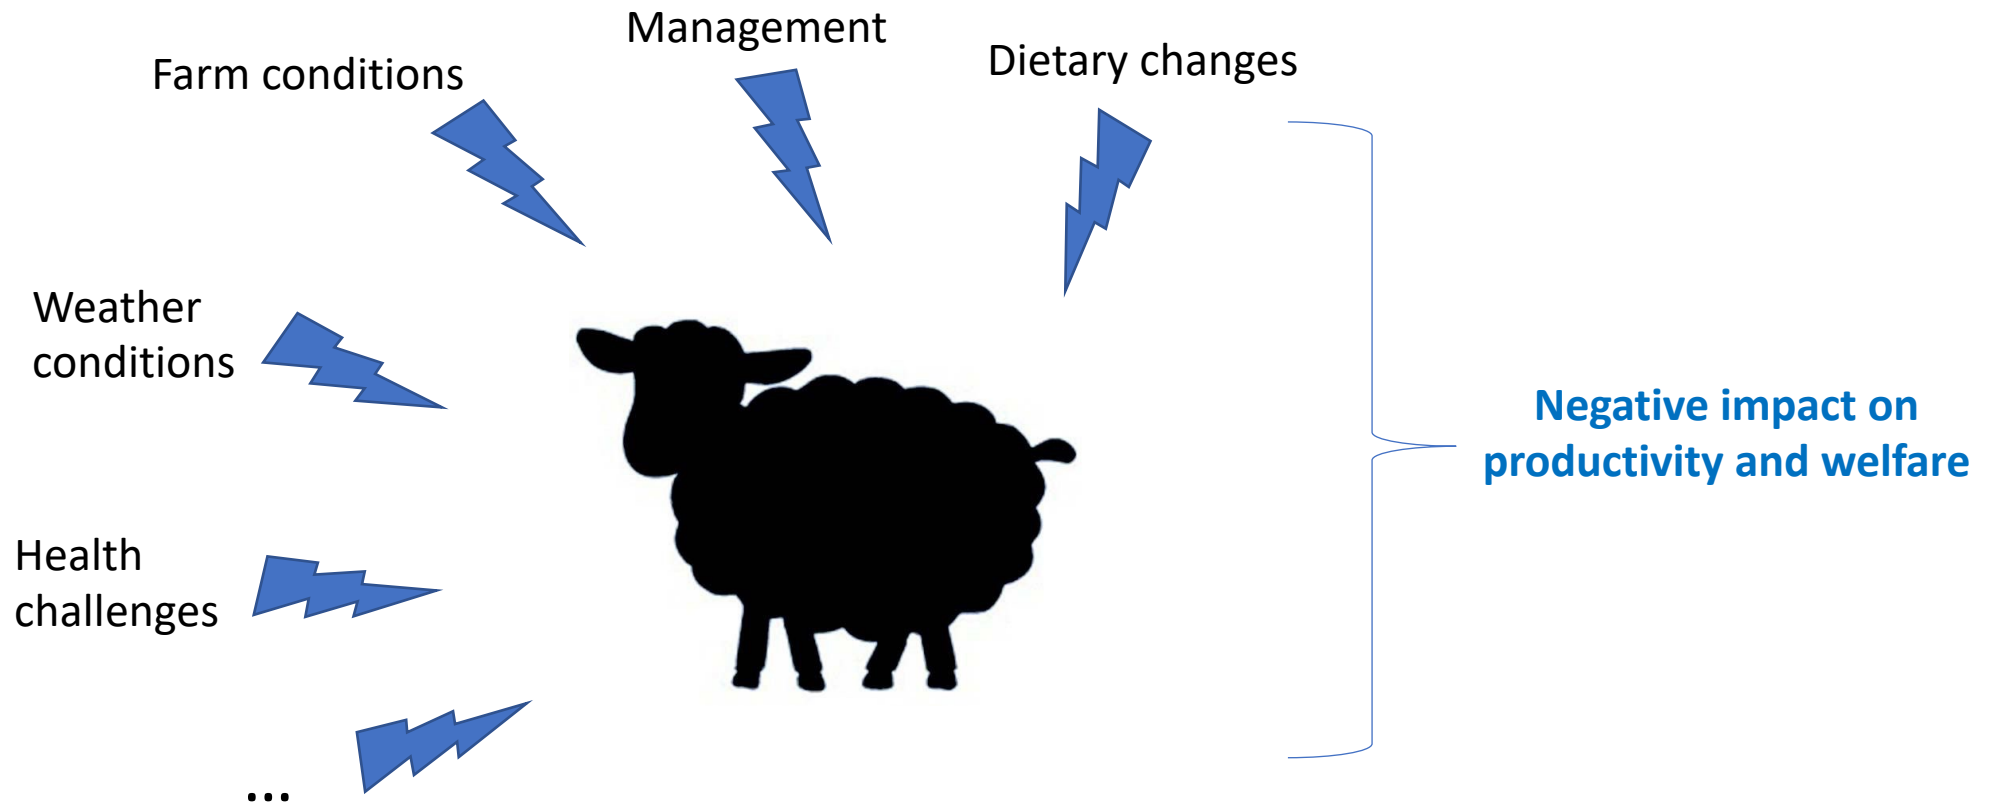 Management
Farm conditions
Dietary changes
Weather
conditions
Negative impact on
productivity and welfare
Health
challenges
...